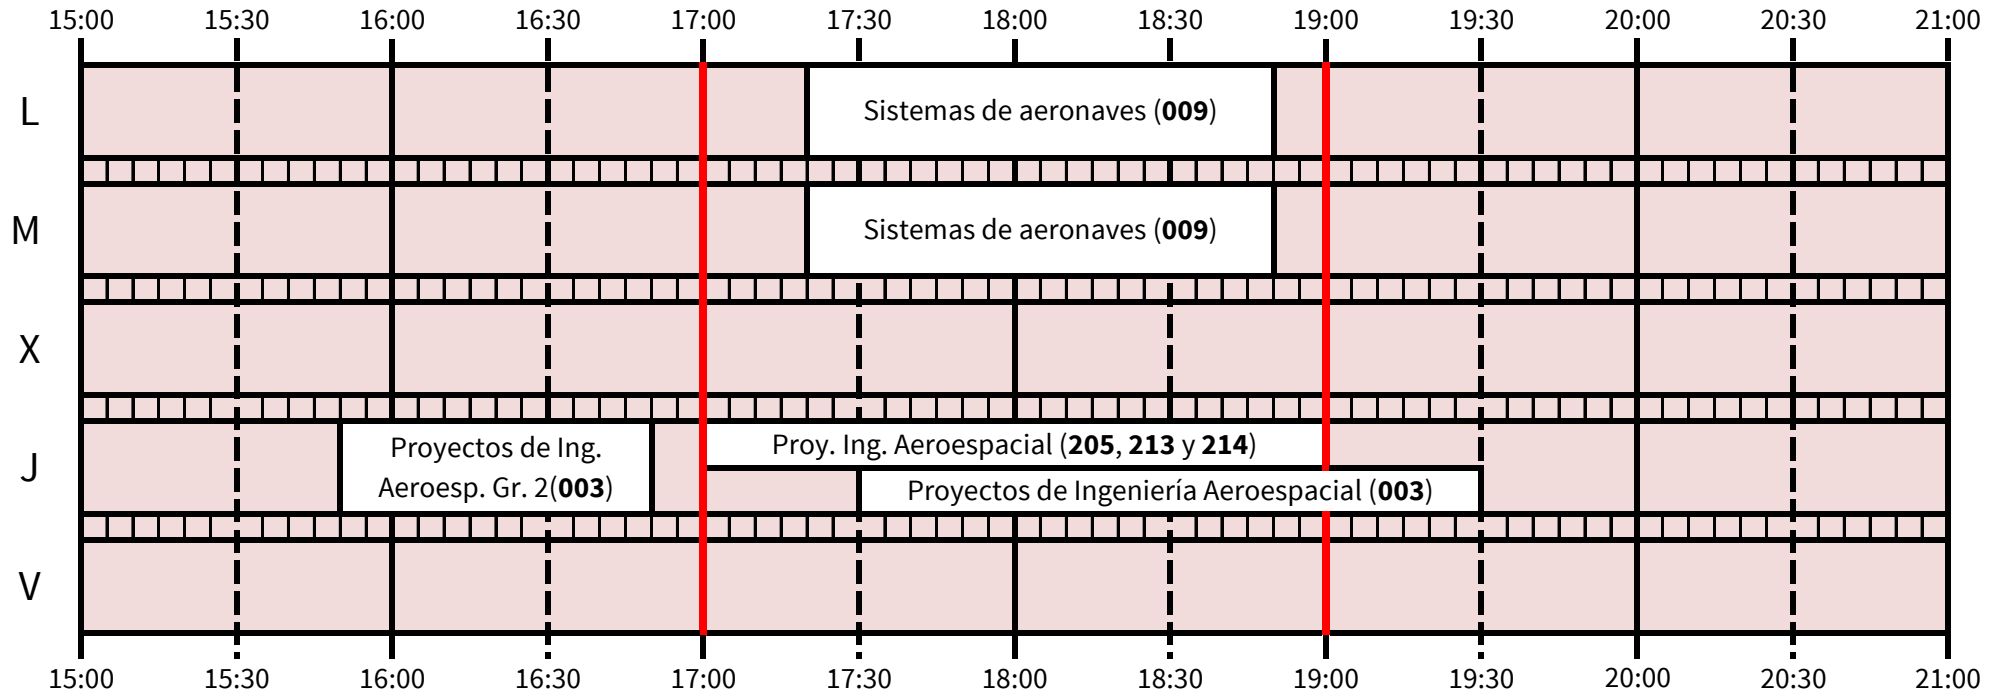 15:00 15:30 16:00 16:30 17:00 17:30 18:00 18:30 19:00 19:30 20:00 20:30 21:00
L
Sistemas de aeronaves (009)
M
Sistemas de aeronaves (009)
X
J
Proyectos de Ing.
Aeroesp. Gr. 2(003)
Proy. Ing. Aeroespacial (205, 213 y 214)
Proyectos de Ingeniería Aeroespacial (003)
V
15:00 15:30 16:00 16:30 17:00 17:30 18:00 18:30 19:00 19:30 20:00 20:30 21:00